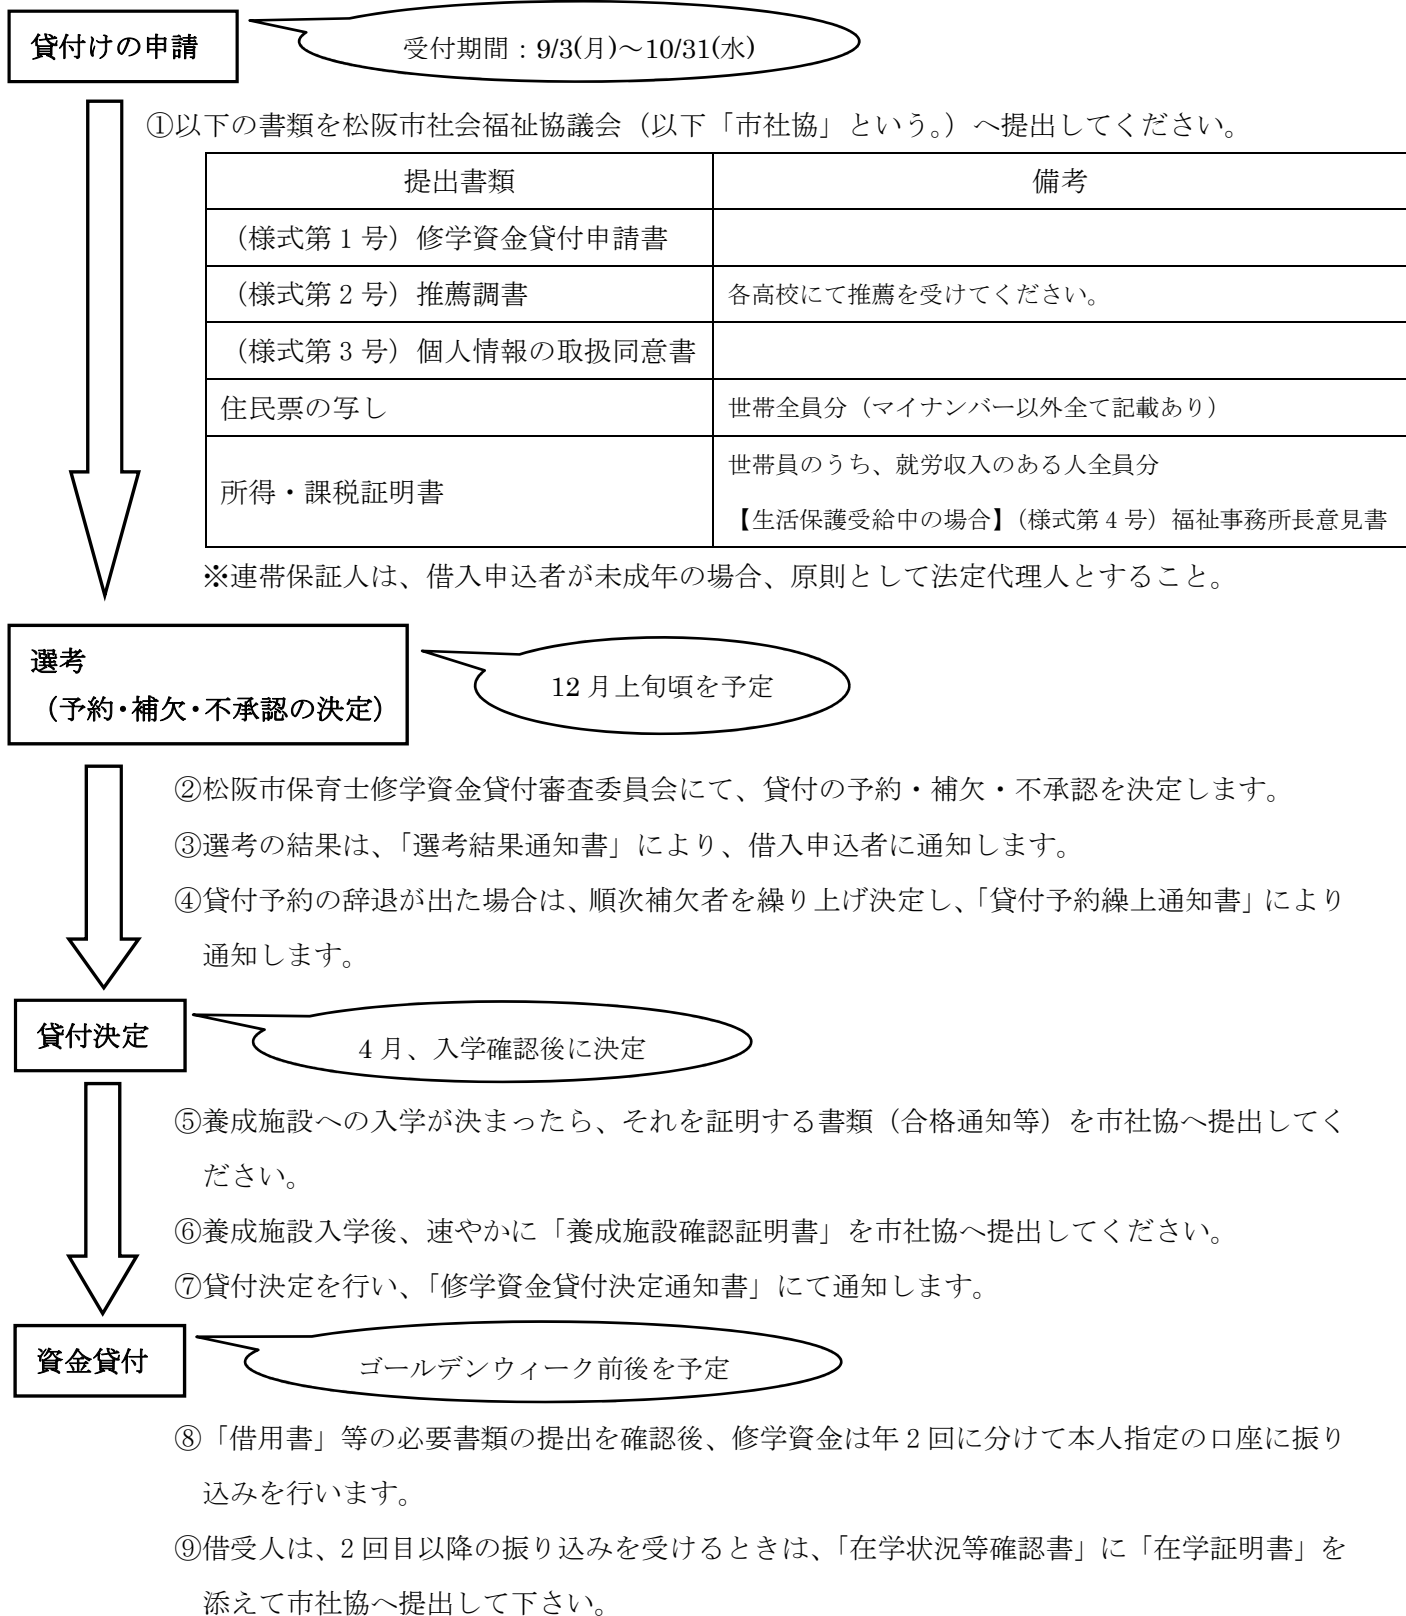 貸付けの申請
受付期間：9/3(月)～10/31(水)
①以下の書類を松阪市社会福祉協議会（以下「市社協」という。）へ提出してください。
提出書類
備考
（様式第1号）修学資金貸付申請書
（様式第2号）推薦調書
各高校にて推薦を受けてください。
（様式第3号）個人情報の取扱同意書
住民票の写し
世帯全員分（マイナンバー以外全て記載あり）
所得・課税証明書
世帯員のうち、就労収入のある人全員分
【生活保護受給中の場合】（様式第4号）福祉事務所長意見書
※連帯保証人は、借入申込者が未成年の場合、原則として法定代理人とすること。
選考
（予約・補欠・不承認の決定）
12月上旬頃を予定
②松阪市保育士修学資金貸付審査委員会にて、貸付の予約・補欠・不承認を決定します。
③選考の結果は、「選考結果通知書」により、借入申込者に通知します。
④貸付予約の辞退が出た場合は、順次補欠者を繰り上げ決定し、「貸付予約繰上通知書」により
通知します。
貸付決定
4月、入学確認後に決定
⑤養成施設への入学が決まったら、それを証明する書類（合格通知等）を市社協へ提出してく
ださい。
⑥養成施設入学後、速やかに「養成施設確認証明書」を市社協へ提出してください。
⑦貸付決定を行い、「修学資金貸付決定通知書」にて通知します。
資金貸付
ゴールデンウィーク前後を予定
⑧「借用書」等の必要書類の提出を確認後、修学資金は年2回に分けて本人指定の口座に振り
込みを行います。
⑨借受人は、2回目以降の振り込みを受けるときは、「在学状況等確認書」に「在学証明書」を
添えて市社協へ提出して下さい。